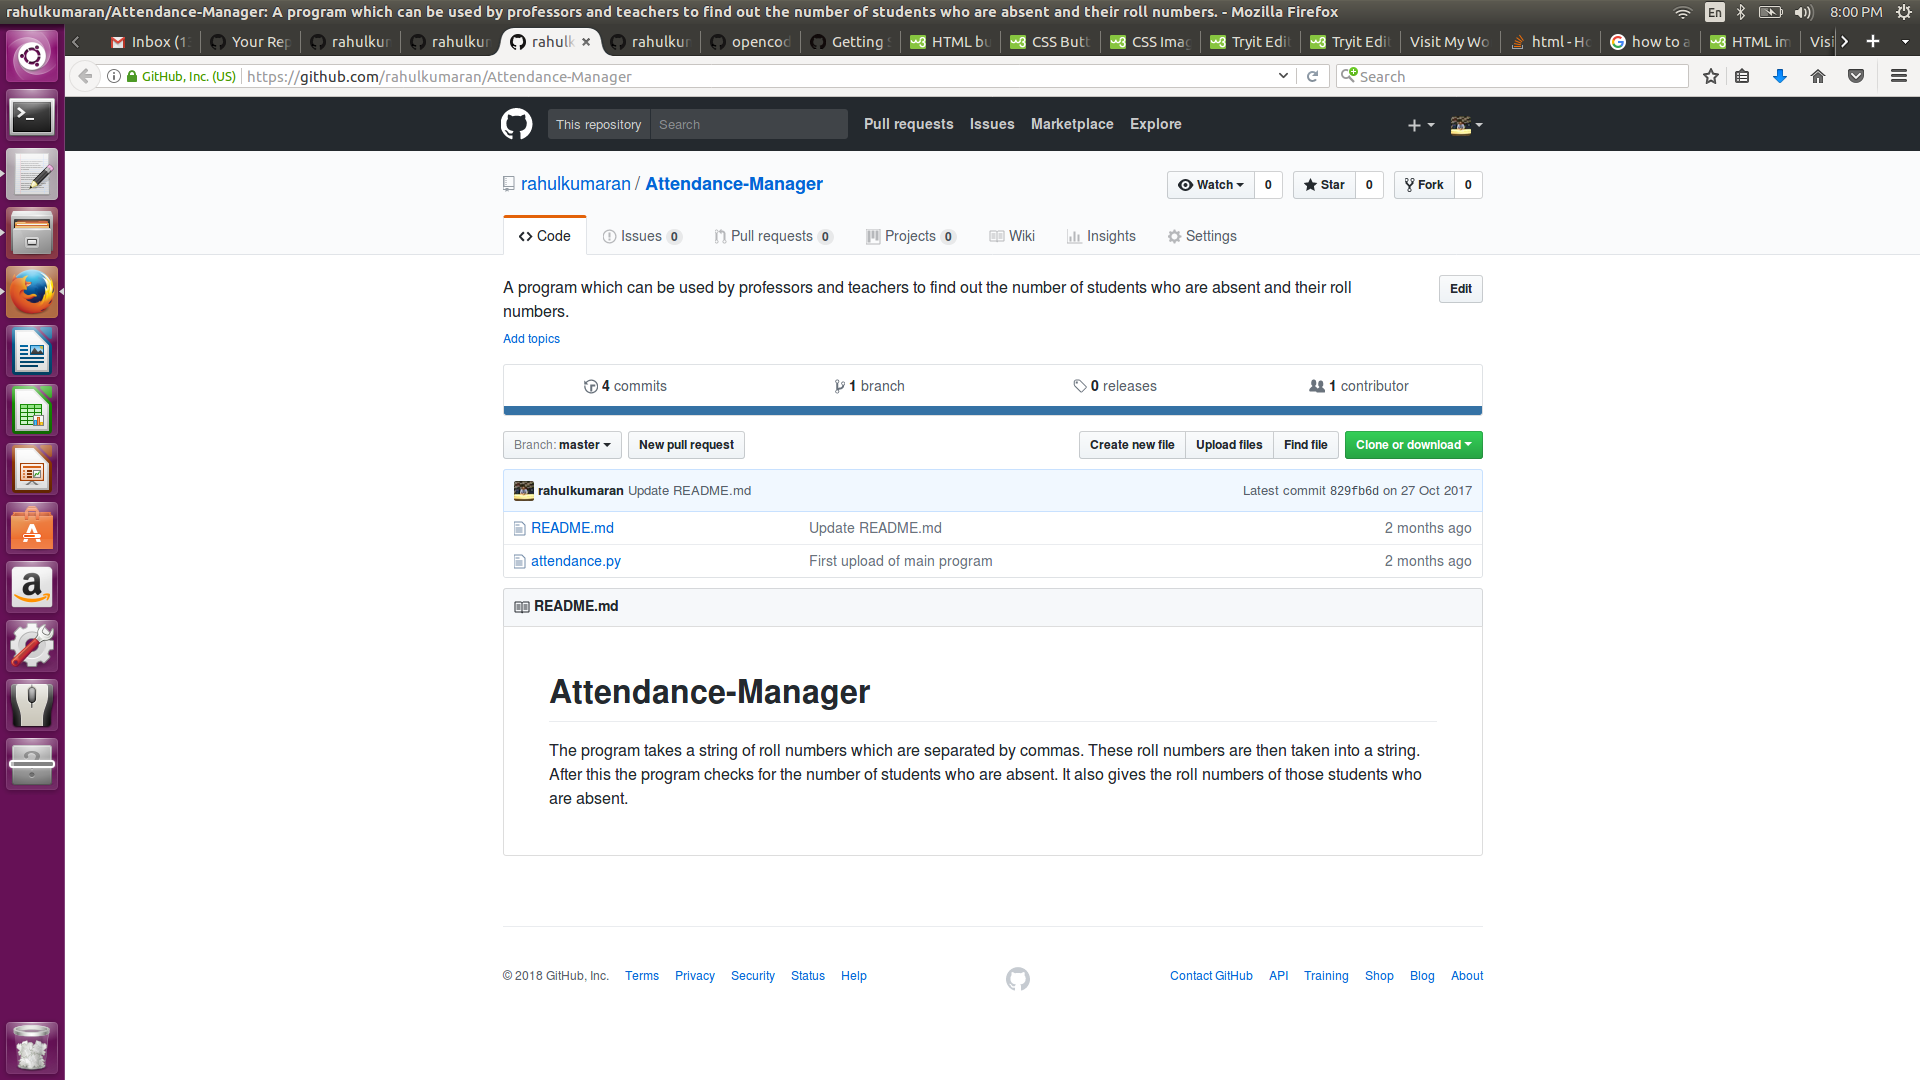 rahulkumaran/Attendance-Manager: A program which can be used by professors and teachers to find out the number of students who are absent and their roll numbers. - Mozilla Firefox
En
8:00 PM
Inbox (1
Your Rep
rahulkur
rahulkur
rahulk
rahulkur
opencod
Getting
HTML bu
CSS Butt
CSS Imag
Tryit Edit
Tryit Edit
Visit My Wo
html - Ho
how to a
HTML im
Visi
GitHub, Inc. (US)
https://github.com/rahulkumaran/Attendance-Manager
Search
This repository
Search
Pull requests
Issues
Marketplace
Explore
rahulkumaran / Attendance-Manager
Watch 0
Star 0
Fork 0
Code
Issues 0
Pull requests 0
Projects 0
Wiki
Insights
Settings
A program which can be used by professors and teachers to find out the number of students who are absent and their roll
numbers.
Edit
Add topics
4 commits
1 branch
0 releases
1 contributor
Branch: master
New pull request
Create new file
Upload files
Find file
Clone or download
rahulkumaran Update README.md
Latest commit 829fb6d on 27 Oct 2017
README.md
Update README.md
2 months ago
attendance.py
First upload of main program
2 months ago
README.md
Attendance-Manager
The program takes a string of roll numbers which are separated by commas. These roll numbers are then taken into a string.
After this the program checks for the number of students who are absent. It also gives the roll numbers of those students who
are absent.
© 2018 GitHub, Inc.
Terms
Privacy
Security
Status
Help
Contact GitHub
API
Training
Shop
Blog
About